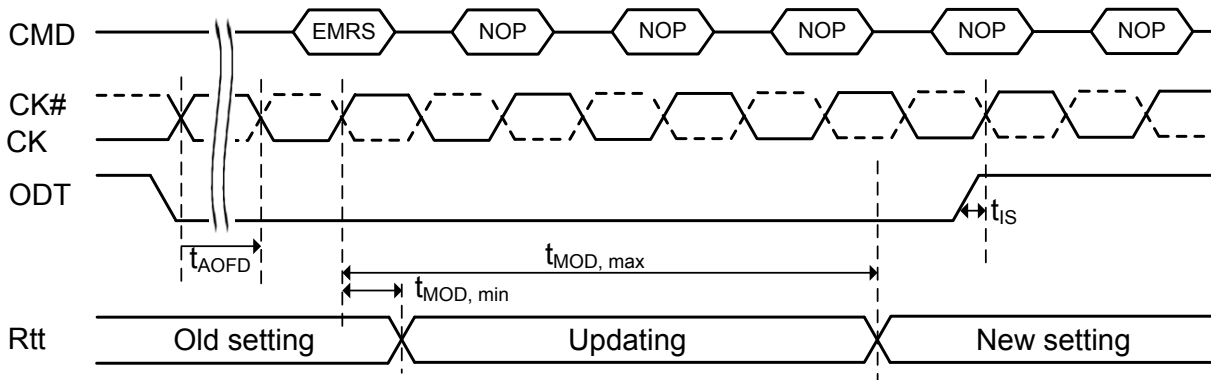 CMD
EMRS
NOP
NOP
NOP
NOP
NOP
CK#
CK
ODT
tIS
tAOFD
tMOD, max
tMOD, min
Rtt
Old setting
Updating
New setting